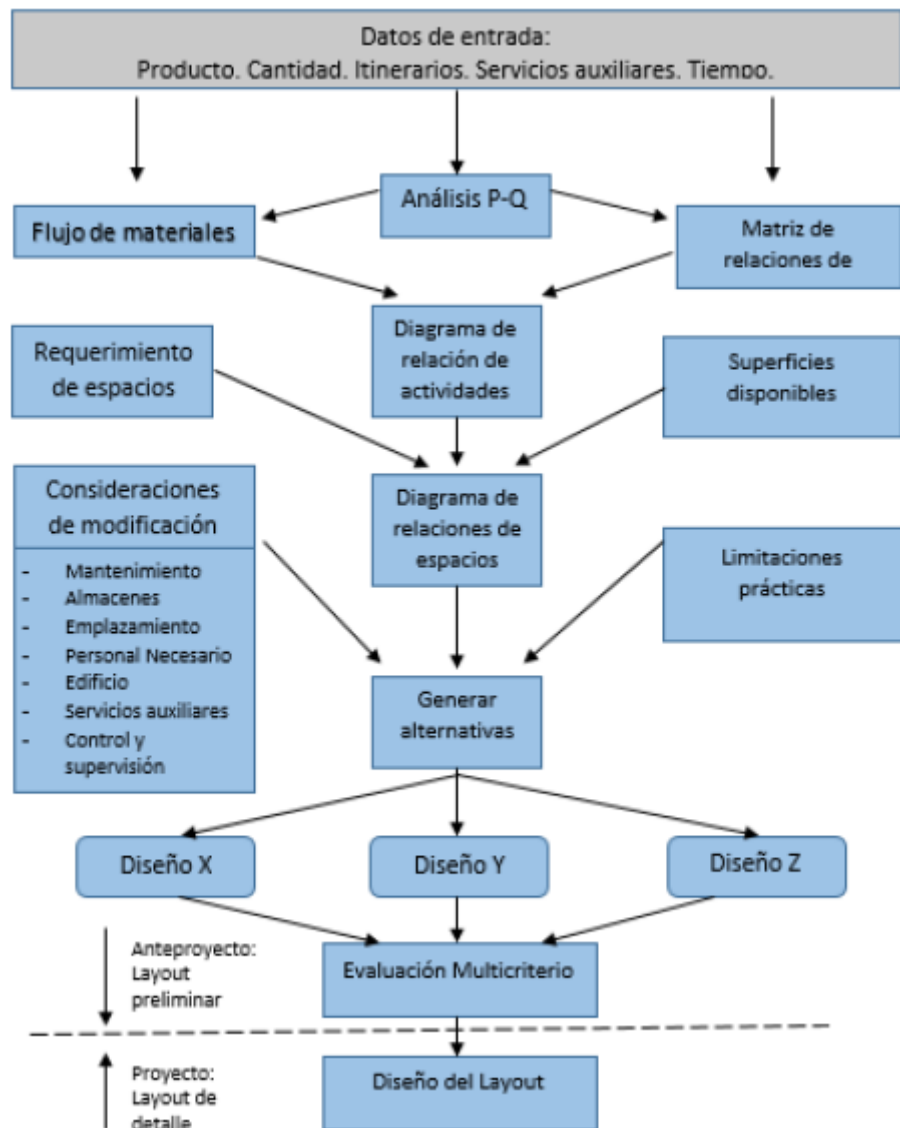 Datos de entrada:
Producto. Cantidad. Itinerarios. Servicios auxiliares. Tiempo.
Análisis P-Q
Flujo de materiales
Matriz de
relaciones de
Diagrama de
relación de
actividades
Requerimiento
de espacios
Superficies
disponibles
Consideraciones
de modificación
- Mantenimiento
- Almacenes
- Emplazamiento
- Personal Necesario
- Edificio
- Servicios auxiliares
- Control y
supervisión
Diagrama de
relaciones de
espacios
Limitaciones
prácticas
Generar
alternativas
Diseño X
Diseño Y
Diseño Z
Anteproyecto:
Layout
preliminar
Evaluación Multicriterio
Proyecto:
Layout de
detalle
Diseño del Layout